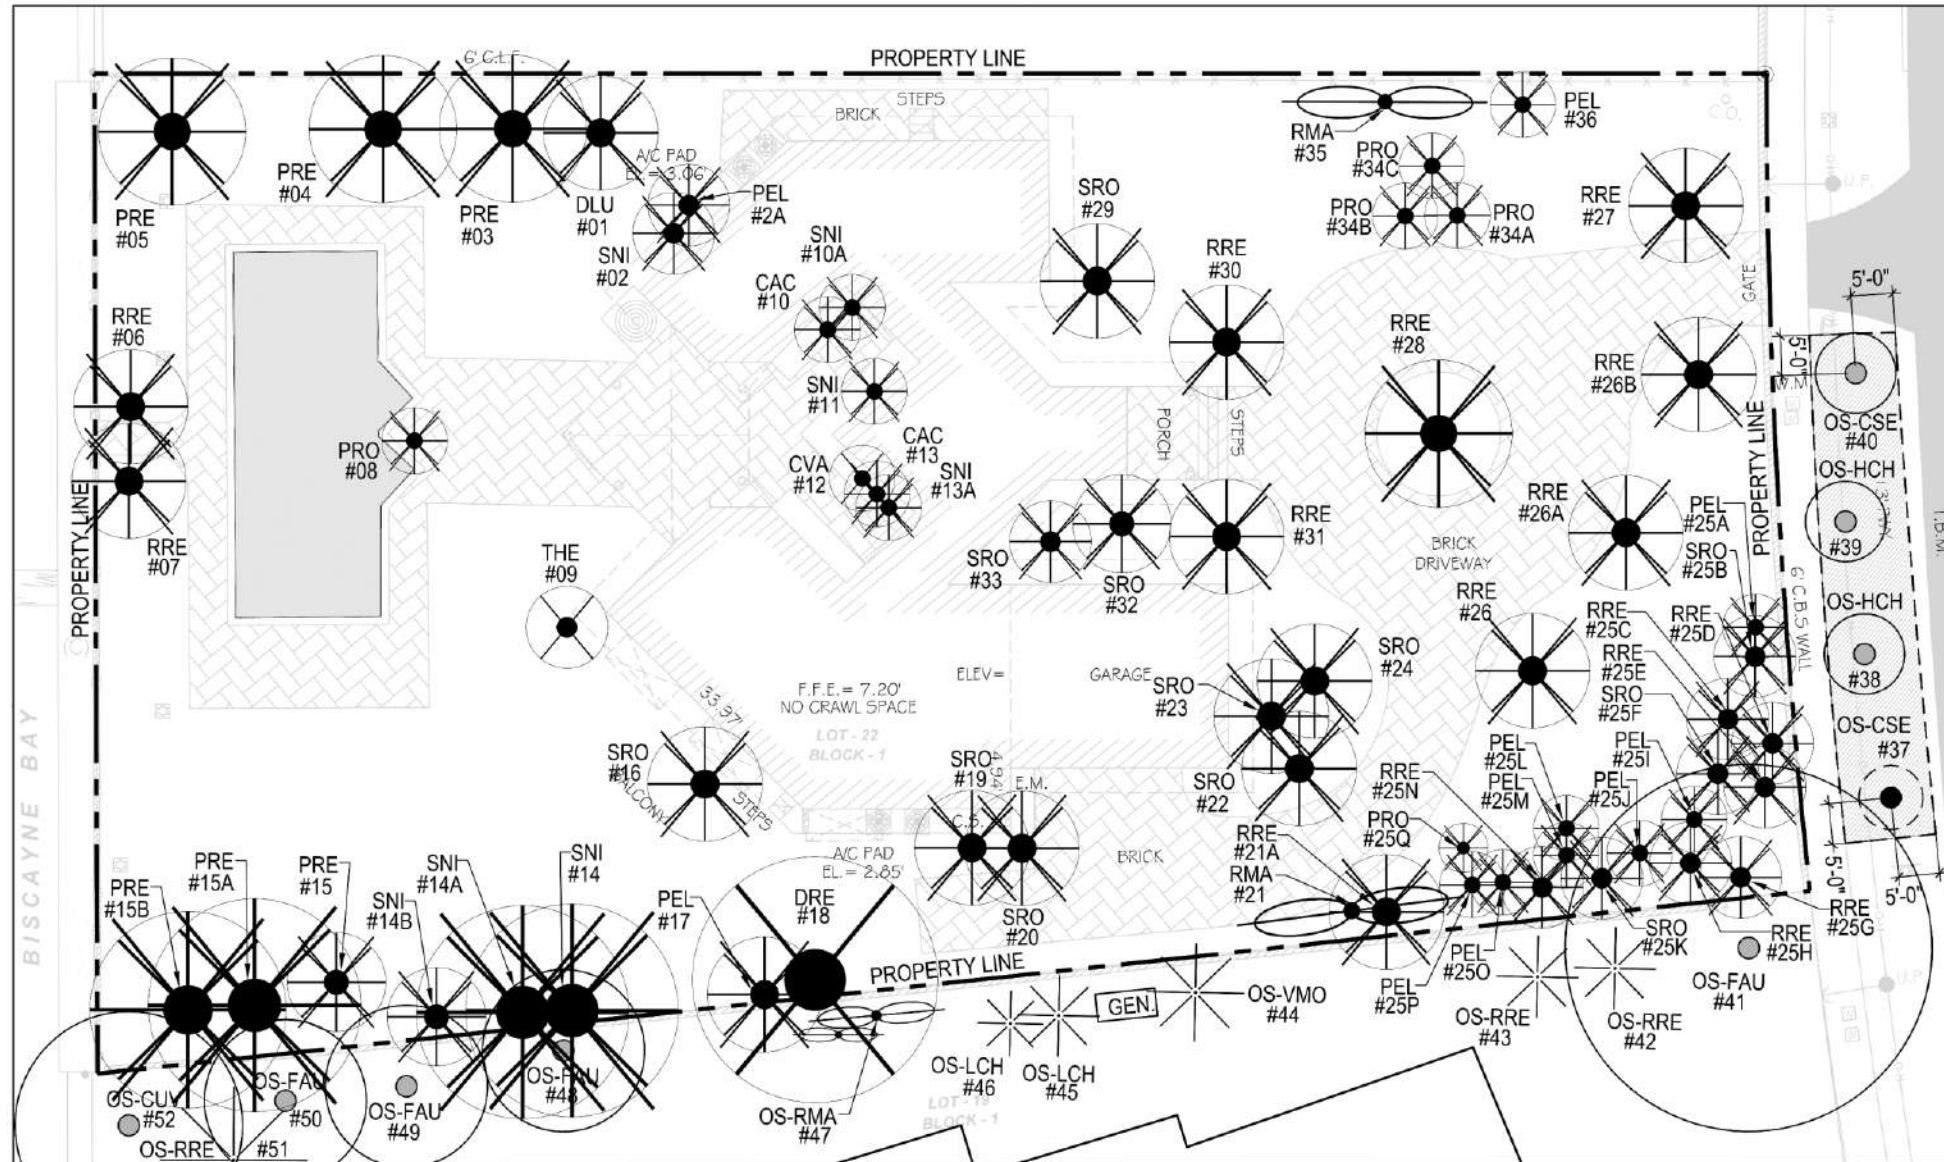 6' C.L.F.
PROPERTY LINE
STEPS
BRICK
A/C PAD
EL. = 3.06'
PRE
#05
PRE
#04
PRE
#03
DLU
#01
PEL
#2A
SNI
#02
SNI
#10A
CAC
#10
SNI
#11
CAC
#13
CVA
#12
SNI
#13A
SRO
#29
RRE
#30
RMA
#35
PEL
#36
PRO
#34C
PRO
#34B
PRO
#34A
RRE
#27
U.P.
GATE
5'-0"
5'-0"
W.M
RRE
#28
RRE
#26B
OS-CSE
#40
OS-HCH
#39
PROPERTY LINE
RRE
#06
RRE
#07
PROPERTY LINE
PRO
#08
THE
#09
PORCH
STEPS
SRO
#33
SRO
#32
RRE
#31
RRE
#26A
BRICK
DRIVEWAY
PEL
#25A
SRO
#25B
RRE
#25C
RRE
#25D
RRE
#25E
SRO
#25F
6' C.B.S WALL
T.B.M.
OS-HCH
#38
OS-CSE
#37
5'-0"
5'-0"
RRE
#26
SRO
#24
SRO
#23
SRO
#22
ELEV=
GARAGE
F.F.E.= 7.20'
NO CRAWL SPACE
LOT - 22
BLOCK - 1
33.97'
SRO
#16
BALCONY
STEPS
SRO
#19
4.94'
E.M.
C.S.
A/C PAD
EL. = 2.85'
SRO
#20
BRICK
RRE
#21A
RMA
#21
RRE
#25N
PRO
#25Q
PEL
#25L
PEL
#25M
PEL
#25I
PEL
#25J
RRE
#25G
RRE
#25H
SRO
#25K
PEL
#25O
PEL
#25P
BISCAYNE BAY
PRE
#15B
PRE
#15A
PRE
#15
SNI
#14B
SNI
#14A
SNI
#14
PEL
#17
DRE
#18
PROPERTY LINE
GEN.
OS-VMO
#44
OS-RRE
#43
OS-RRE
#42
OS-FAU
#41
U.P.
OS-LCH
#46
OS-LCH
#45
OS-RMA
#47
OS-FAU
#48
OS-FAU
#49
OS-FAU
#50
OS-CUV
#52
OS-RRE
#51
LOT - 19
BLOCK - 1